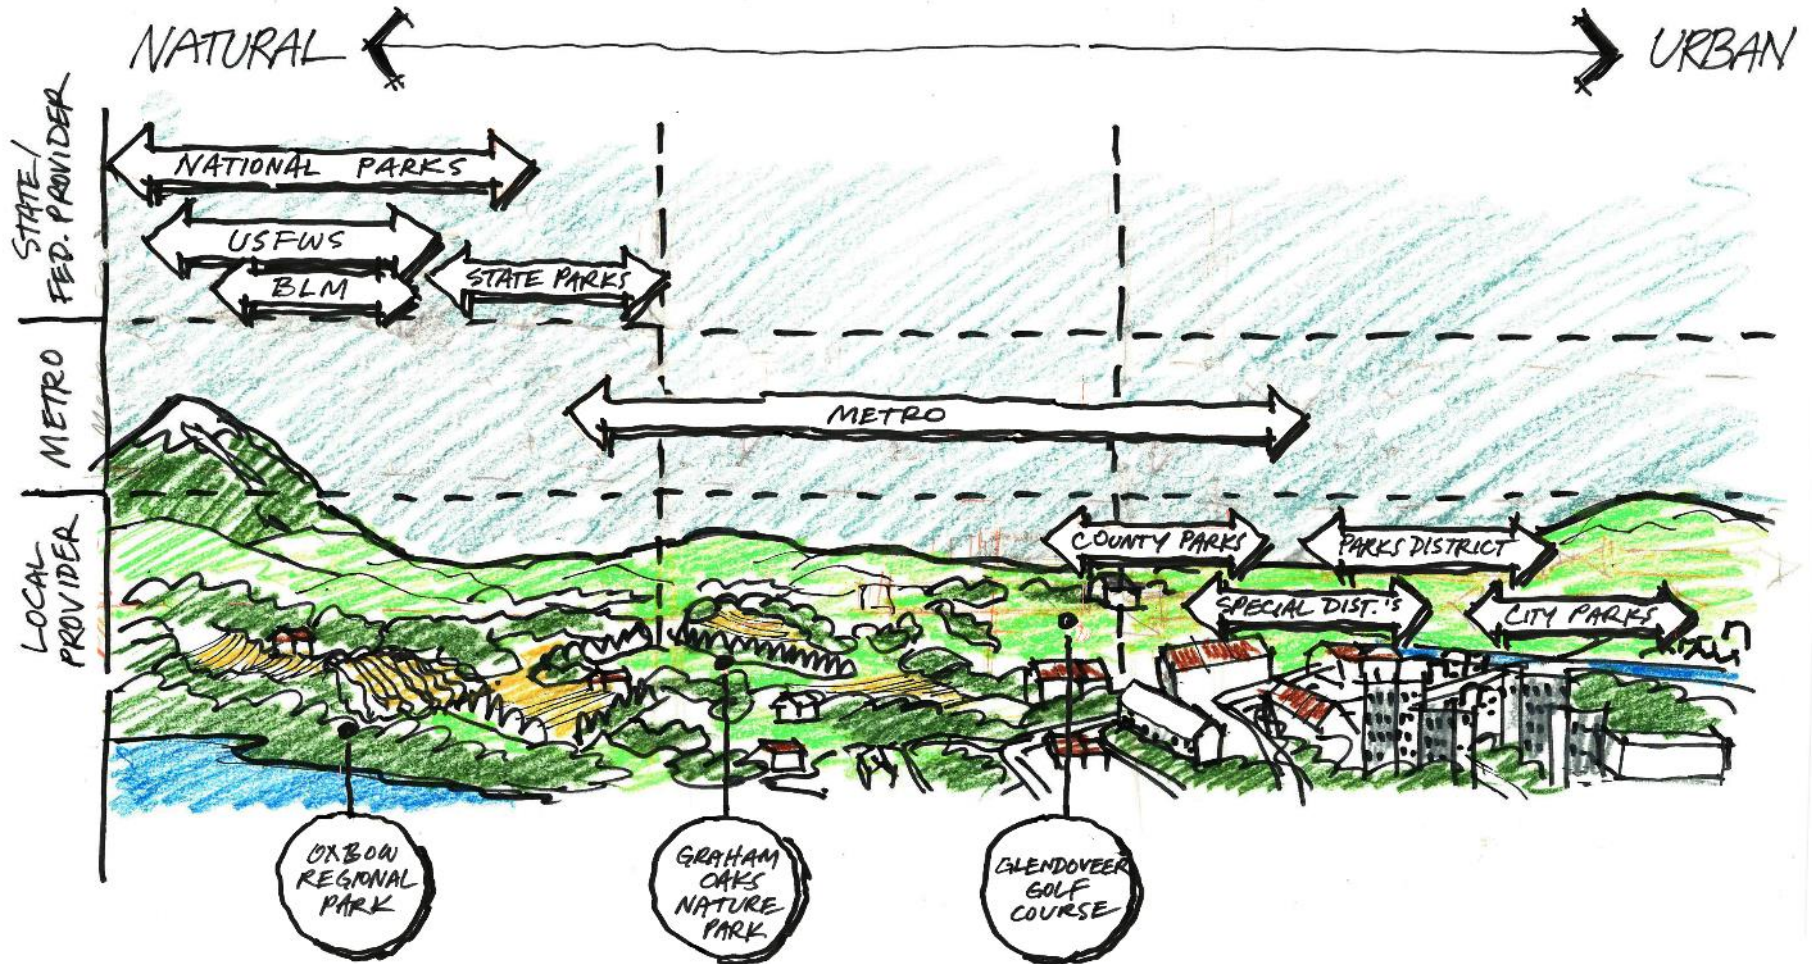 NATURAL
URBAN
STATE/
FED. PROVIDER
NATIONAL PARKS
USFWS
BLM
STATE PARKS
METRO
METRO
LOCAL
PROVIDER
COUNTY PARKS
PARKS DISTRICT
SPECIAL DIST.'S
CITY PARKS
OXBOW
REGIONAL
PARK
GRAHAM
OAKS
NATURE
PARK
GLENDOVEER
GOLF
COURSE